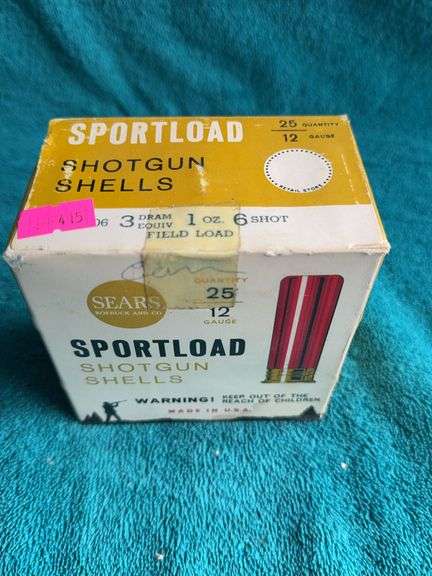 SPORTLOAD
25 QUANTITY
12 GAUGE
SHOTGUN
SHELLS
RETAIL STORE
415
06 3 DRAM EQUIV 1 OZ. 6 SHOT
FIELD LOAD
QUANTITY
25
12
GAUGE
SEARS
ROEBUCK AND CO
SPORTLOAD
SHOTGUN
SHELLS
WARNING! KEEP OUT OF THE
REACH OF CHILDREN
MADE IN U.S.A.